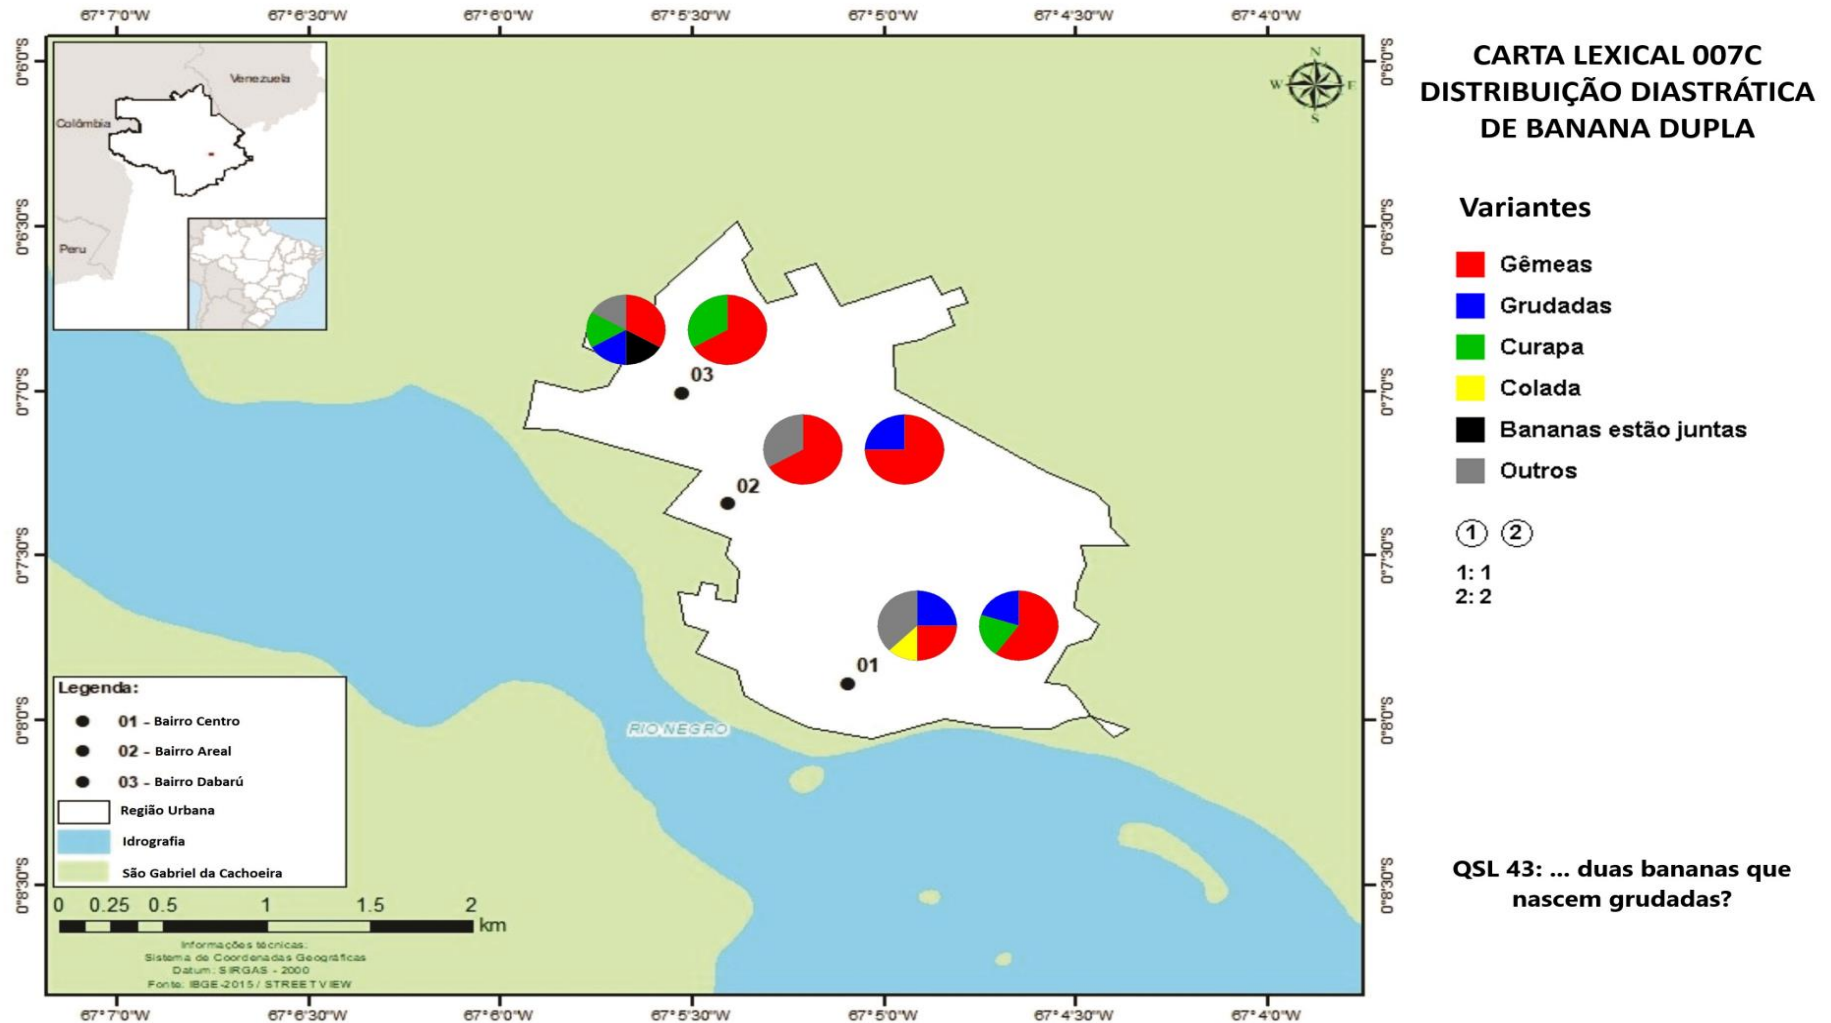 67°7'0"W 67°6'30"W 67°6'0"W 67°5'30"W 67°5'0"W 67°4'30"W 67°4'0"W
CARTA LEXICAL 007C
DISTRIBUIÇÃO DIASTRÁTICA
DE BANANA DUPLA
0°6'0"S 0°6'0"S
N
W E
S
Venezuela
Colômbia
Peru
0°6'30"S 0°6'30"S
Variantes
Gêmeas
Grudadas
Curapa
Colada
Bananas estão juntas
Outros
1 2
1: 1
2: 2
03
0°7'0"S 0°7'0"S
02
0°7'30"S 0°7'30"S
01
RIO NEGRO
0°8'0"S 0°8'0"S
Legenda:
01 - Bairro Centro
02 - Bairro Areal
03 - Bairro Dabarú
Região Urbana
Idrografia
São Gabriel da Cachoeira
0°8'30"S 0°8'30"S
QSL 43: ... duas bananas que
nascem grudadas?
0 0.25 0.5 1 1.5 2
km
Informações técnicas:
Sistema de Coordenadas Geográficas
Datum: SIRGAS - 2000
Fonte: IBGE-2015 / STREETVIEW
67°7'0"W 67°6'30"W 67°6'0"W 67°5'30"W 67°5'0"W 67°4'30"W 67°4'0"W